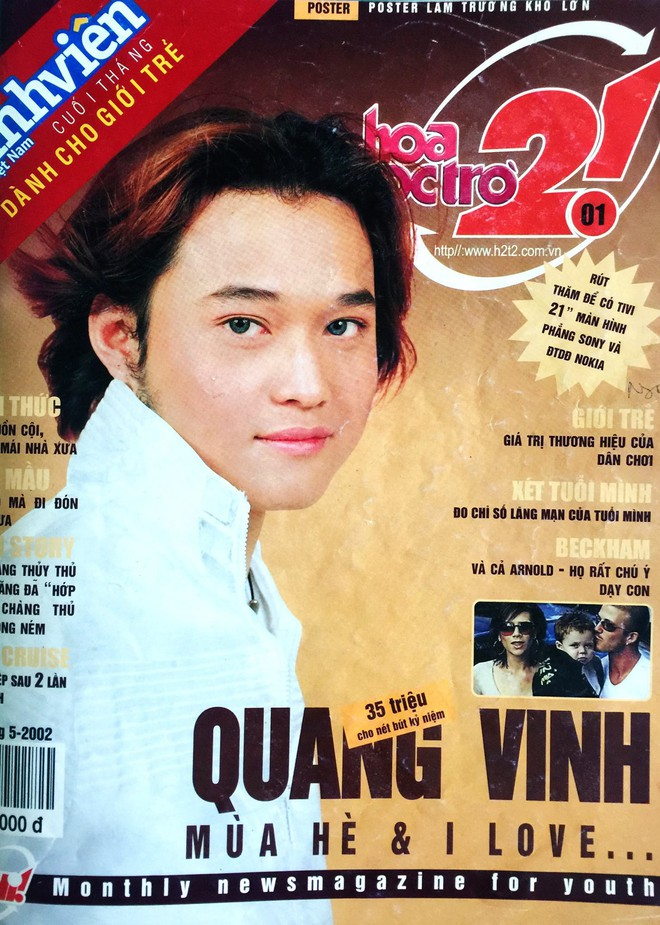 POSTER POSTER LAM TRƯỜNG KHỔ LỚN
nhviên
iệt Nam
CUỐI THÁNG
DÀNH CHO GIỚI TRẺ
hoa
ọc trò
2!
01
http//:www.h2t2.com.vn
RÚT
THĂM ĐỂ CÓ TIVI
21" MÀN HÌNH
PHẲNG SONY VÀ
ĐTDĐ NOKIA
THỨC
ỒN CỘI,
MÁI NHÀ XƯA
MÀU
MÀ ĐI ĐÓN
ƯA
STORY
ÀNG THỦY THỦ
ĂNG ĐÃ "HỚP
CHÀNG THỦ
NG NÉM
CRUISE
ÉP SAU 2 LẦN
H
g 5-2002
000 đ
GIỚI TRẺ
GIÁ TRỊ THƯƠNG HIỆU CỦA
DÂN CHƠI
XÉT TUỔI MÌNH
ĐO CHỈ SỐ LÃNG MẠN CỦA TUỔI MÌNH
BECKHAM
VÀ CẢ ARNOLD - HỌ RẤT CHÚ Ý
DẠY CON
35 triệu
cho nét bút kỷ niệm
QUANG VINH
MÙA HÈ & I LOVE...
Monthly newsmagazine for youth